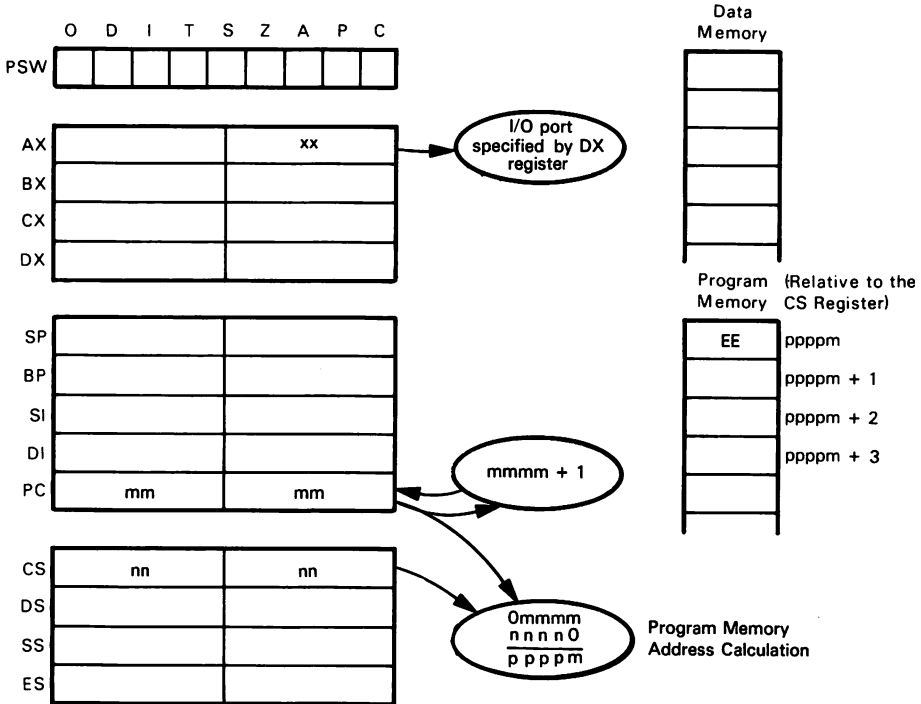 O D I T S Z A P C
PSW
AX xx
BX
CX
DX
I/O port
specified by DX
register
Data
Memory
Program
Memory
(Relative to the
CS Register)
EE ppppm
ppppm + 1
ppppm + 2
ppppm + 3
SP
BP
SI
DI
PC mm mm
mmmm + 1
CS nn nn
DS
SS
ES
0mmmm
nnnn0
ppppm
Program Memory
Address Calculation